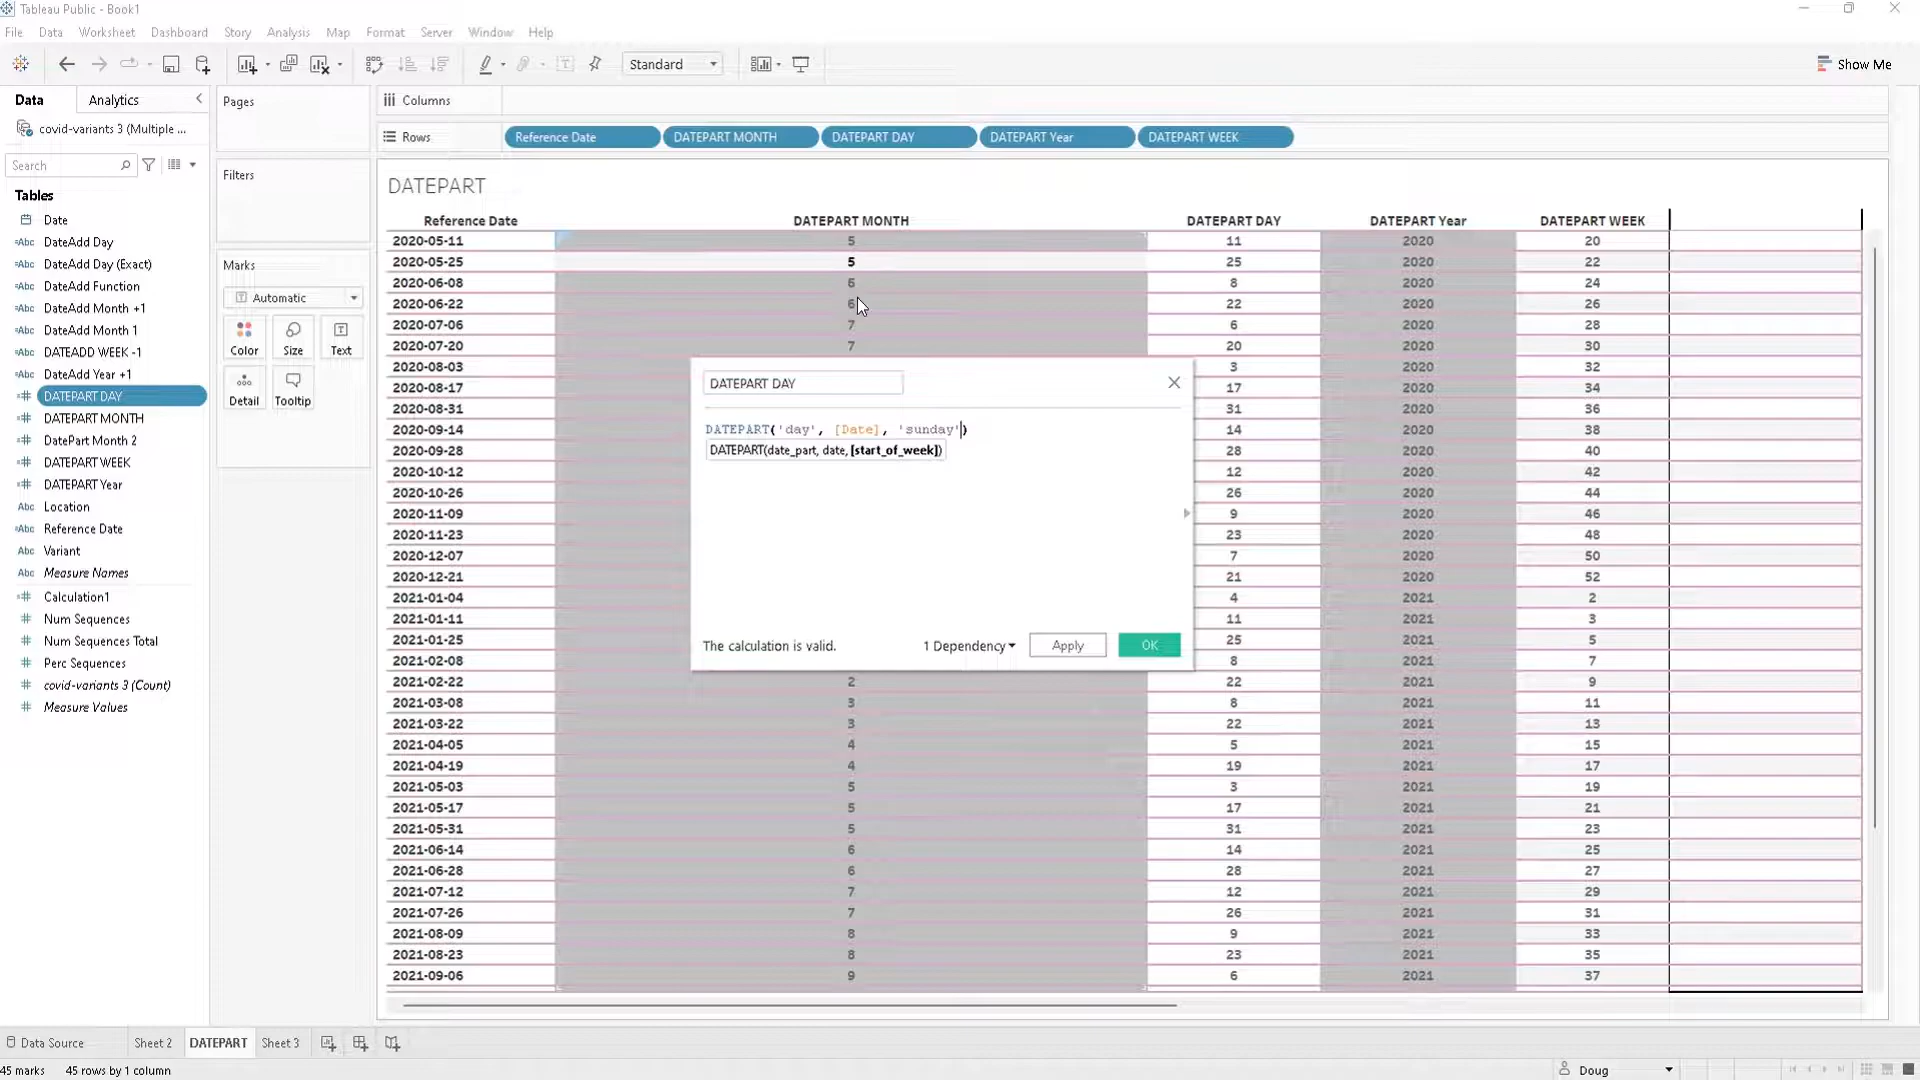 Tableau Public - Book1
File Data Worksheet Dashboard Story Analysis Map Format Server Window Help
Standard
Show Me
Data Analytics
covid-variants 3 (Multiple ...
Search
Tables
Date
DateAdd Day
DateAdd Day (Exact)
DateAdd Function
DateAdd Month +1
DateAdd Month 1
DATEADD WEEK -1
DateAdd Year +1
DATEPART DAY
DATEPART MONTH
DatePart Month 2
DATEPART WEEK
DATEPART Year
Location
Reference Date
Variant
Measure Names
Calculation1
Num Sequences
Num Sequences Total
Perc Sequences
covid-variants 3 (Count)
Measure Values
Pages
Filters
Marks
Automatic
Color Size Text
Detail Tooltip
Columns
Rows Reference Date DATEPART MONTH DATEPART DAY DATEPART Year DATEPART WEEK
DATEPART
Reference Date DATEPART MONTH DATEPART DAY DATEPART Year DATEPART WEEK
2020-05-11 5 11 2020 20
2020-05-25 5 25 2020 22
2020-06-08 6 8 2020 24
2020-06-22 6 22 2020 26
2020-07-06 7 6 2020 28
2020-07-20 7 20 2020 30
2020-08-03 3 2020 32
2020-08-17 17 2020 34
2020-08-31 31 2020 36
2020-09-14 14 2020 38
2020-09-28 28 2020 40
2020-10-12 12 2020 42
2020-10-26 26 2020 44
2020-11-09 9 2020 46
2020-11-23 23 2020 48
2020-12-07 7 2020 50
2020-12-21 21 2020 52
2021-01-04 4 2021 2
2021-01-11 11 2021 3
2021-01-25 25 2021 5
2021-02-08 8 2021 7
2021-02-22 2 22 2021 9
2021-03-08 3 8 2021 11
2021-03-22 3 22 2021 13
2021-04-05 4 5 2021 15
2021-04-19 4 19 2021 17
2021-05-03 5 3 2021 19
2021-05-17 5 17 2021 21
2021-05-31 5 31 2021 23
2021-06-14 6 14 2021 25
2021-06-28 6 28 2021 27
2021-07-12 7 12 2021 29
2021-07-26 7 26 2021 31
2021-08-09 8 9 2021 33
2021-08-23 8 23 2021 35
2021-09-06 9 6 2021 37
DATEPART DAY
DATEPART('day', [Date], 'sunday')
DATEPART(date_part, date, [start_of_week])
The calculation is valid. 1 Dependency Apply OK
Data Source Sheet 2 DATEPART Sheet 3
45 marks 45 rows by 1 column Doug